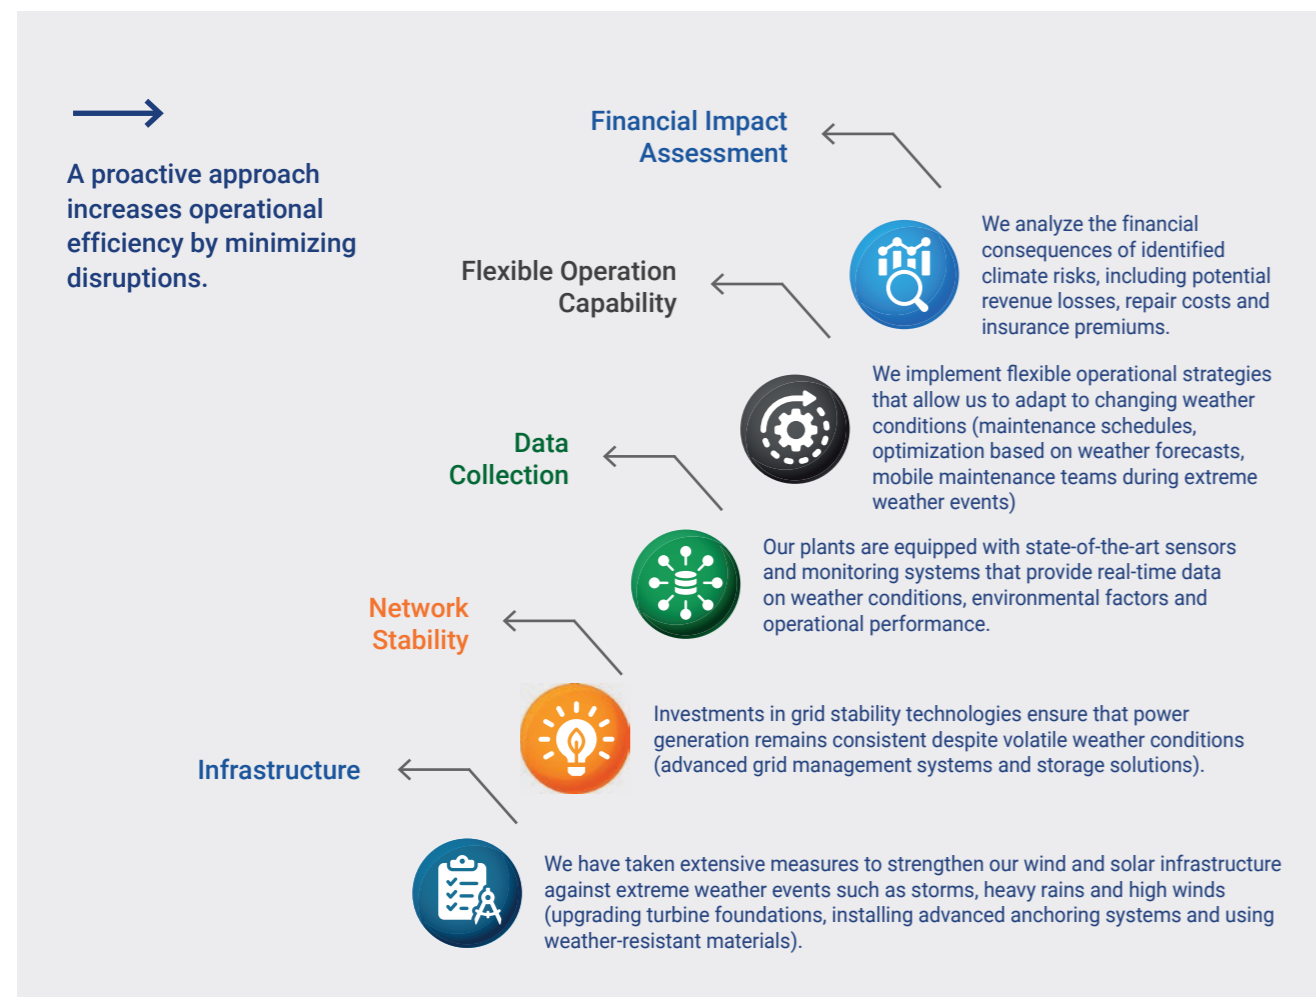 A proactive approach
increases operational
efficiency by minimizing
disruptions.
Financial Impact
Assessment
We analyze the financial
consequences of identified
climate risks, including potential
revenue losses, repair costs and
insurance premiums.
Flexible Operation
Capability
We implement flexible operational strategies
that allow us to adapt to changing weather
conditions (maintenance schedules,
optimization based on weather forecasts,
mobile maintenance teams during extreme
weather events)
Data
Collection
Our plants are equipped with state-of-the-art sensors
and monitoring systems that provide real-time data
on weather conditions, environmental factors and
operational performance.
Network
Stability
Investments in grid stability technologies ensure that power
generation remains consistent despite volatile weather conditions
(advanced grid management systems and storage solutions).
Infrastructure
We have taken extensive measures to strengthen our wind and solar infrastructure
against extreme weather events such as storms, heavy rains and high winds
(upgrading turbine foundations, installing advanced anchoring systems and using
weather-resistant materials).